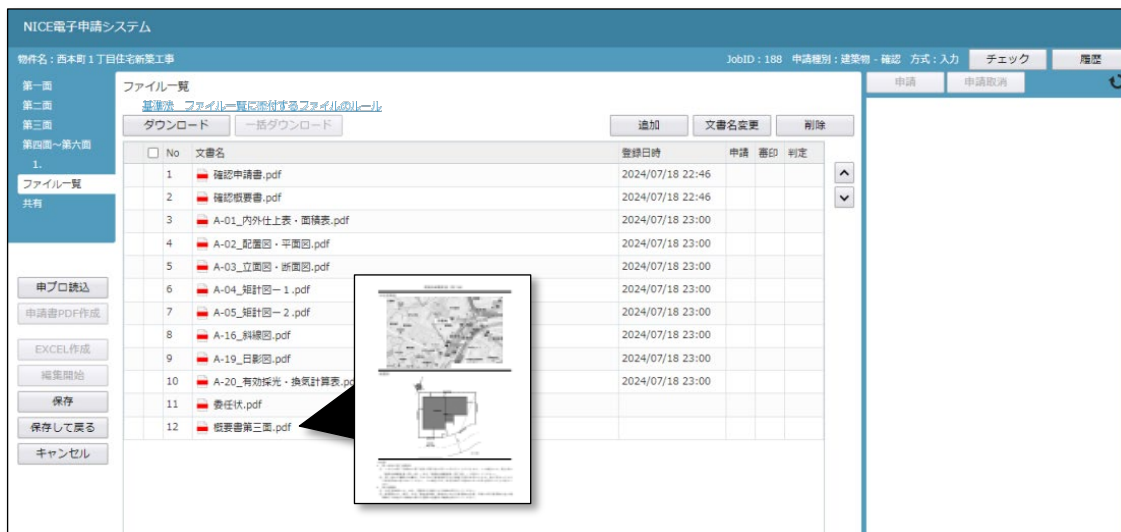 NICE電子申請システム
物件名：西本町１丁目住宅新築工事
JobID：188 申請種別：建築物 - 確認 方式：入力 チェック 履歴
第一面
第二面
第三面
第四面～第六面
1.
ファイル一覧
共有
申プロ読込
申請書PDF作成
EXCEL作成
編集開始
保存
保存して戻る
キャンセル
ファイル一覧
基準法 ファイル一覧に添付するファイルのルール
ダウンロード 一括ダウンロード 追加 文書名変更 削除
No 文書名 登録日時 申請 審印 判定
1 確認申請書.pdf 2024/07/18 22:46
2 確認概要書.pdf 2024/07/18 22:46
3 A-01_内外仕上表・面積表.pdf 2024/07/18 23:00
4 A-02_配置図・平面図.pdf 2024/07/18 23:00
5 A-03_立面図・断面図.pdf 2024/07/18 23:00
6 A-04_矩計図－１.pdf 2024/07/18 23:00
7 A-05_矩計図－２.pdf 2024/07/18 23:00
8 A-16_斜線図.pdf 2024/07/18 23:00
9 A-19_日影図.pdf 2024/07/18 23:00
10 A-20_有効採光・換気計算表.pd 2024/07/18 23:00
11 委任状.pdf
12 概要書第三面.pdf
申請 申請取消